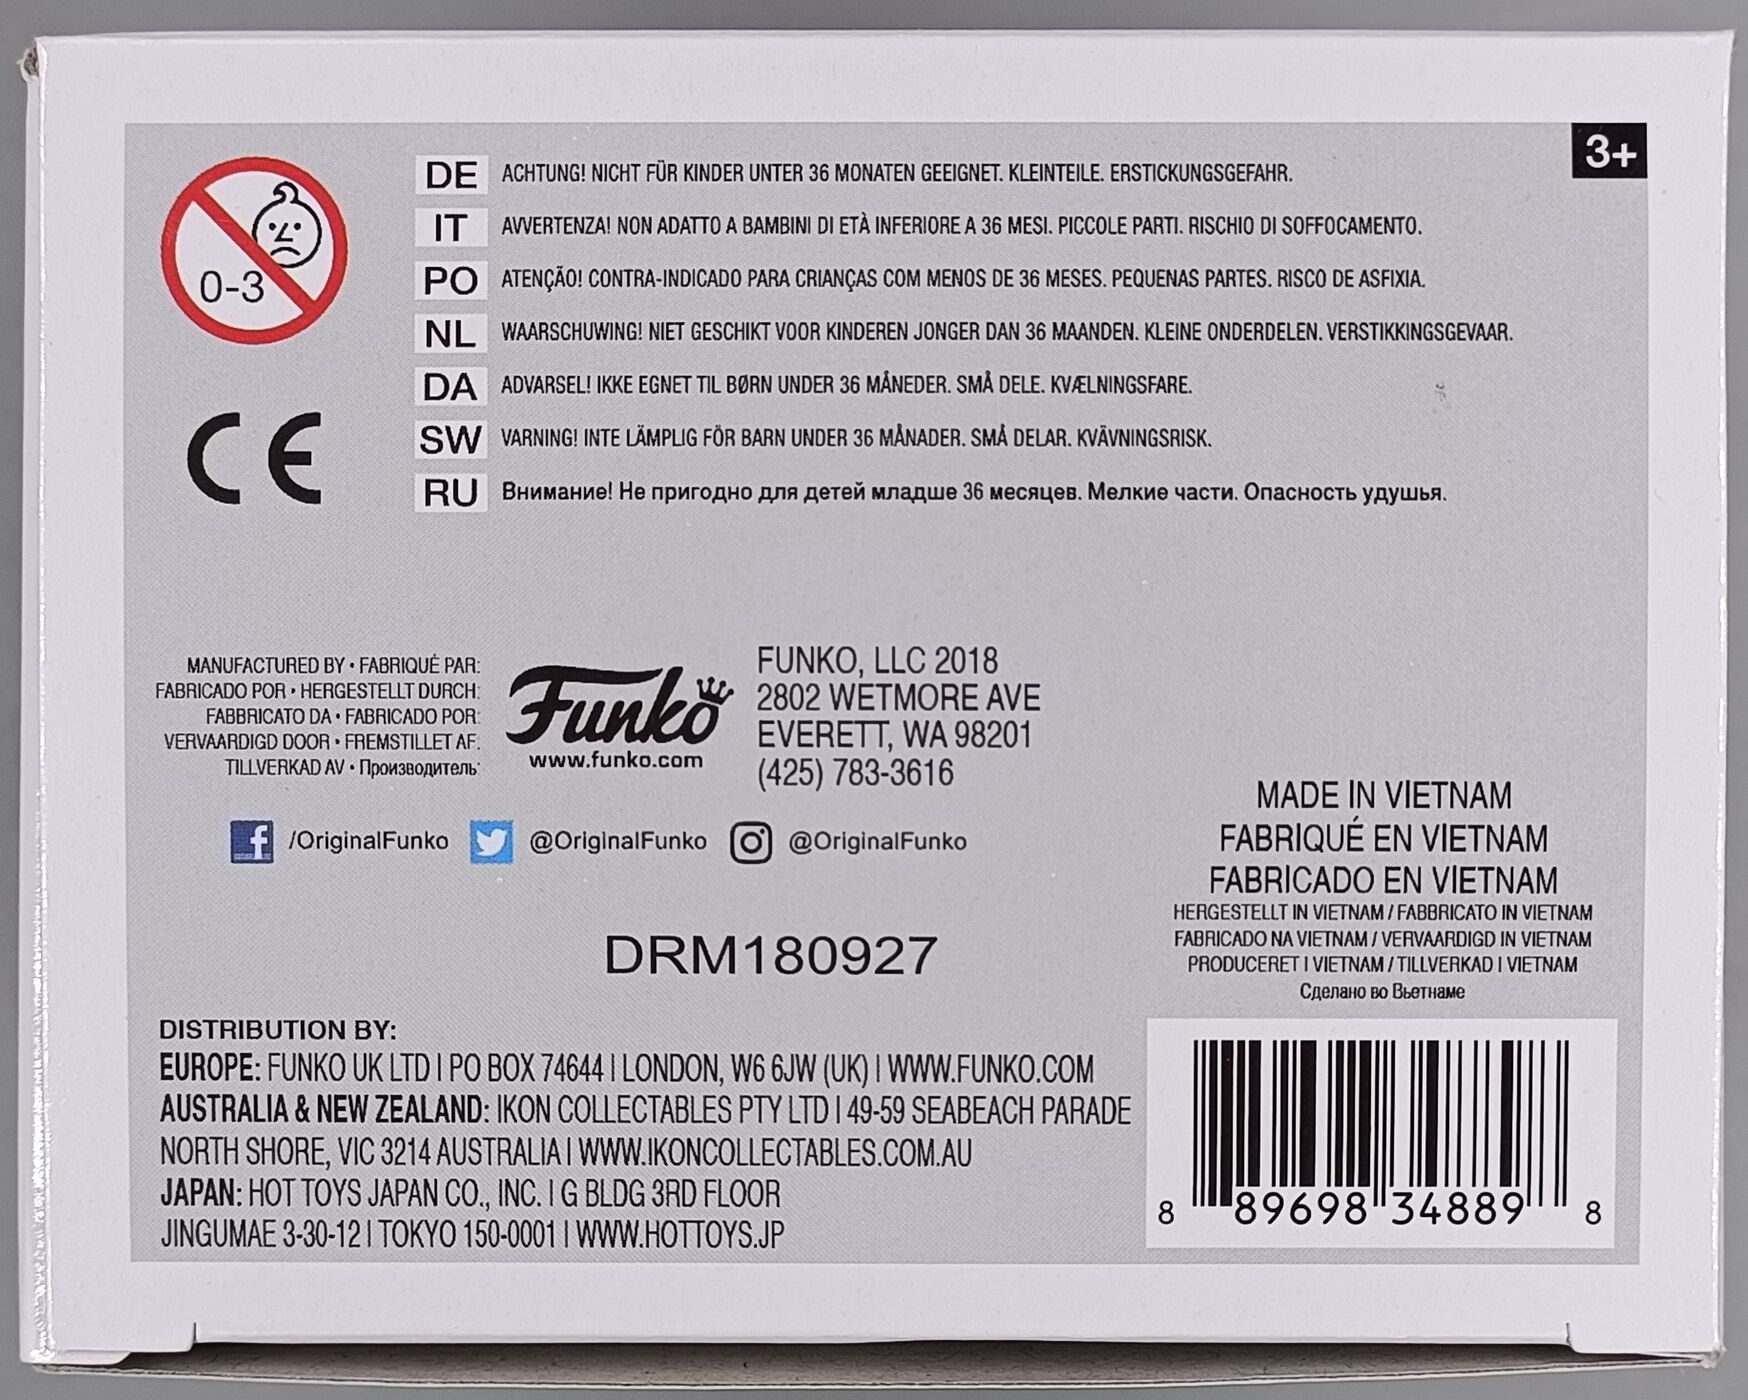 3+
0-3
DE ACHTUNG! NICHT FÜR KINDER UNTER 36 MONATEN GEEIGNET. KLEINTEILE. ERSTICKUNGSGEFAHR.
IT AVVERTENZA! NON ADATTO A BAMBINI DI ETÀ INFERIORE A 36 MESI. PICCOLE PARTI. RISCHIO DI SOFFOCAMENTO.
PO ATENÇÃO! CONTRA-INDICADO PARA CRIANÇAS COM MENOS DE 36 MESES. PEQUENAS PARTES. RISCO DE ASFIXIA.
NL WAARSCHUWING! NIET GESCHIKT VOOR KINDEREN JONGER DAN 36 MAANDEN. KLEINE ONDERDELEN. VERSTIKKINGSGEVAAR.
DA ADVARSEL! IKKE EGNET TIL BØRN UNDER 36 MÅNEDER. SMÅ DELE. KVÆLNINGSFARE.
SW VARNING! INTE LÄMPLIG FÖR BARN UNDER 36 MÅNADER. SMÅ DELAR. KVÄVNINGSRISK.
RU Внимание! Не пригодно для детей младше 36 месяцев. Мелкие части. Опасность удушья.
CE
MANUFACTURED BY • FABRIQUÉ PAR:
FABRICADO POR • HERGESTELLT DURCH:
FABBRICATO DA • FABRICADO POR:
VERVAARDIGD DOOR • FREMSTILLET AF:
TILLVERKAD AV • Производитель:
Funko
www.funko.com
FUNKO, LLC 2018
2802 WETMORE AVE
EVERETT, WA 98201
(425) 783-3616
/OriginalFunko @OriginalFunko @OriginalFunko
MADE IN VIETNAM
FABRIQUÉ EN VIETNAM
FABRICADO EN VIETNAM
HERGESTELLT IN VIETNAM / FABBRICATO IN VIETNAM
FABRICADO NA VIETNAM / VERVAARDIGD IN VIETNAM
PRODUCERET I VIETNAM / TILLVERKAD I VIETNAM
Сделано во Вьетнаме
DRM180927
DISTRIBUTION BY:
EUROPE: FUNKO UK LTD | PO BOX 74644 | LONDON, W6 6JW (UK) | WWW.FUNKO.COM
AUSTRALIA & NEW ZEALAND: IKON COLLECTABLES PTY LTD | 49-59 SEABEACH PARADE
NORTH SHORE, VIC 3214 AUSTRALIA | WWW.IKONCOLLECTABLES.COM.AU
JAPAN: HOT TOYS JAPAN CO., INC. | G BLDG 3RD FLOOR
JINGUMAE 3-30-12 | TOKYO 150-0001 | WWW.HOTTOYS.JP
8 89698 34889 8